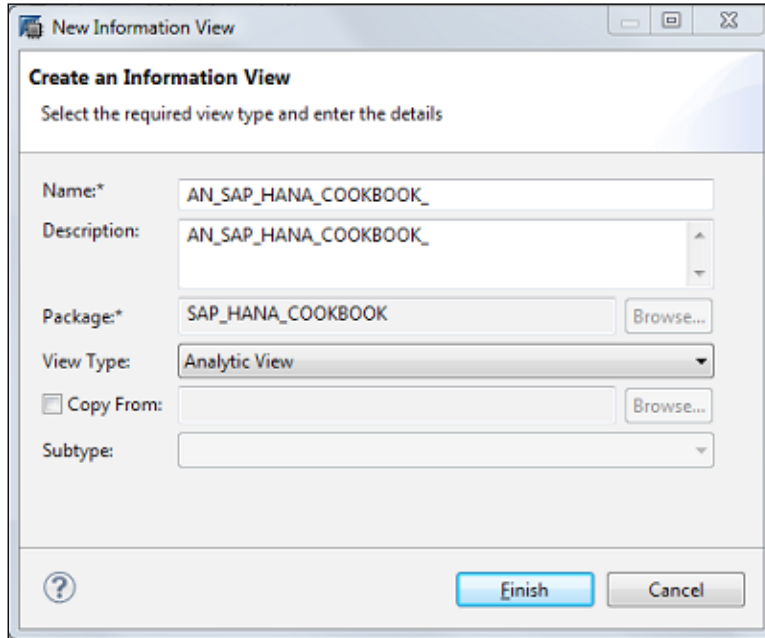 New Information View
Create an Information View
Select the required view type and enter the details
Name:* AN_SAP_HANA_COOKBOOK_
Description: AN_SAP_HANA_COOKBOOK_
Package:* SAP_HANA_COOKBOOK Browse...
View Type: Analytic View
Copy From: Browse...
Subtype:
? Finish Cancel